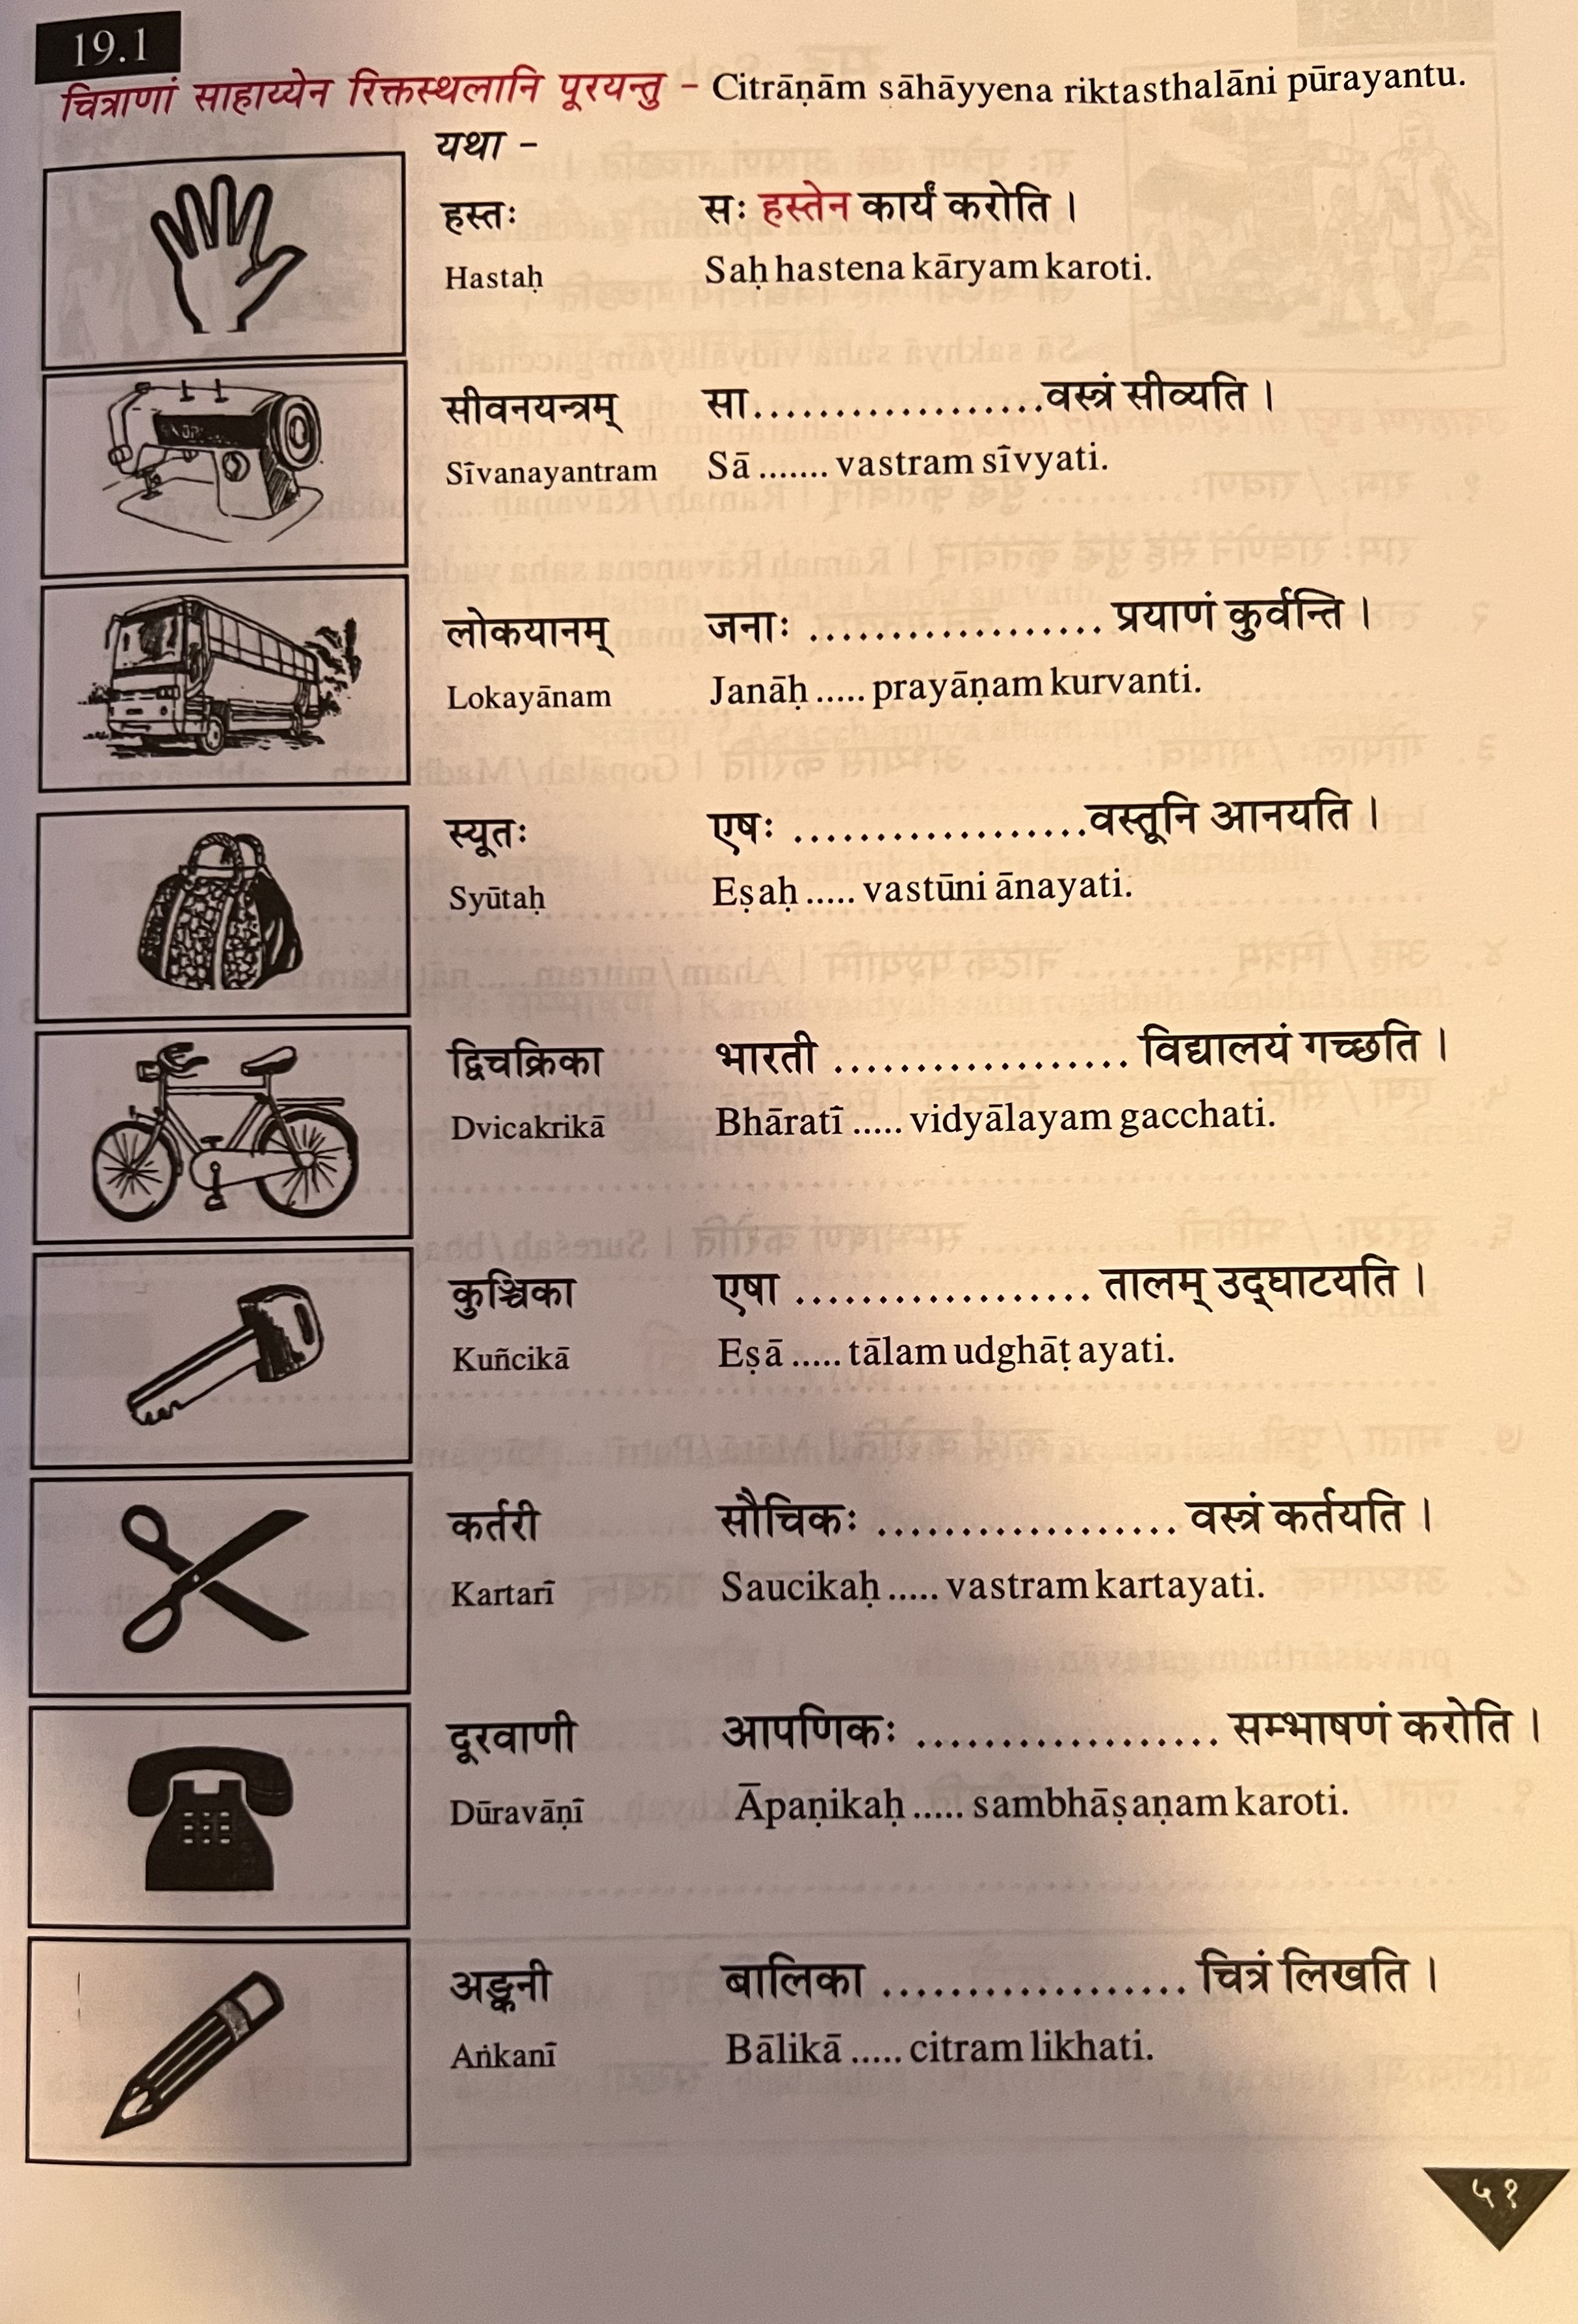 19.1
चित्राणां साहाय्येन रिक्तस्थलानि पूरयन्तु - Citrāṇām sāhāyyena riktasthalāni pūrayantu.
यथा -
हस्तः सः हस्तेन कार्यं करोति ।
Hastaḥ Saḥ hastena kāryam karoti.
सीवनयन्त्रम् सा..................वस्त्रं सीव्यति ।
Sīvanayantram Sā ....... vastram sīvyati.
लोकयानम् जनाः .................. प्रयाणं कुर्वन्ति ।
Lokayānam Janāḥ ..... prayāṇam kurvanti.
स्यूतः एषः ..................वस्तूनि आनयति ।
Syūtaḥ Eṣaḥ ..... vastūni ānayati.
द्विचक्रिका भारती .................. विद्यालयं गच्छति ।
Dvicakrikā Bhāratī ..... vidyālayam gacchati.
कुञ्चिका एषा .................. तालम् उद्घाटयति ।
Kuñcikā Eṣā ..... tālam udghāṭ ayati.
कर्तरी सौचिकः .................. वस्त्रं कर्तयति ।
Kartarī Saucikaḥ ..... vastram kartayati.
दूरवाणी आपणिकः .................. सम्भाषणं करोति ।
Dūravāṇī Āpaṇikaḥ ..... sambhāṣaṇam karoti.
अङ्कनी बालिका .................. चित्रं लिखति ।
Aṅkanī Bālikā ..... citram likhati.
५१